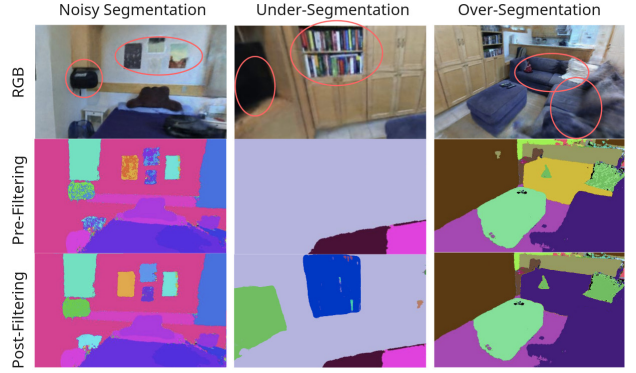 Noisy Segmentation Under-Segmentation Over-Segmentation
RGB
Pre-Filtering
Post-Filtering